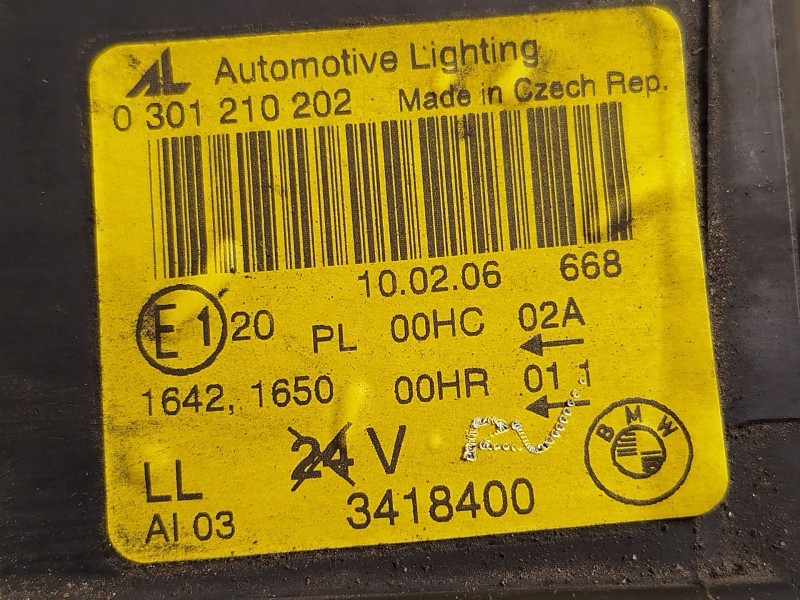 AL Automotive Lighting
0 301 210 202 Made in Czech Rep.
10.02.06 668
E1 20 PL 00HC 02A
1642, 1650 00HR 01 1
24 V
LL
BMW
AI 03 3418400